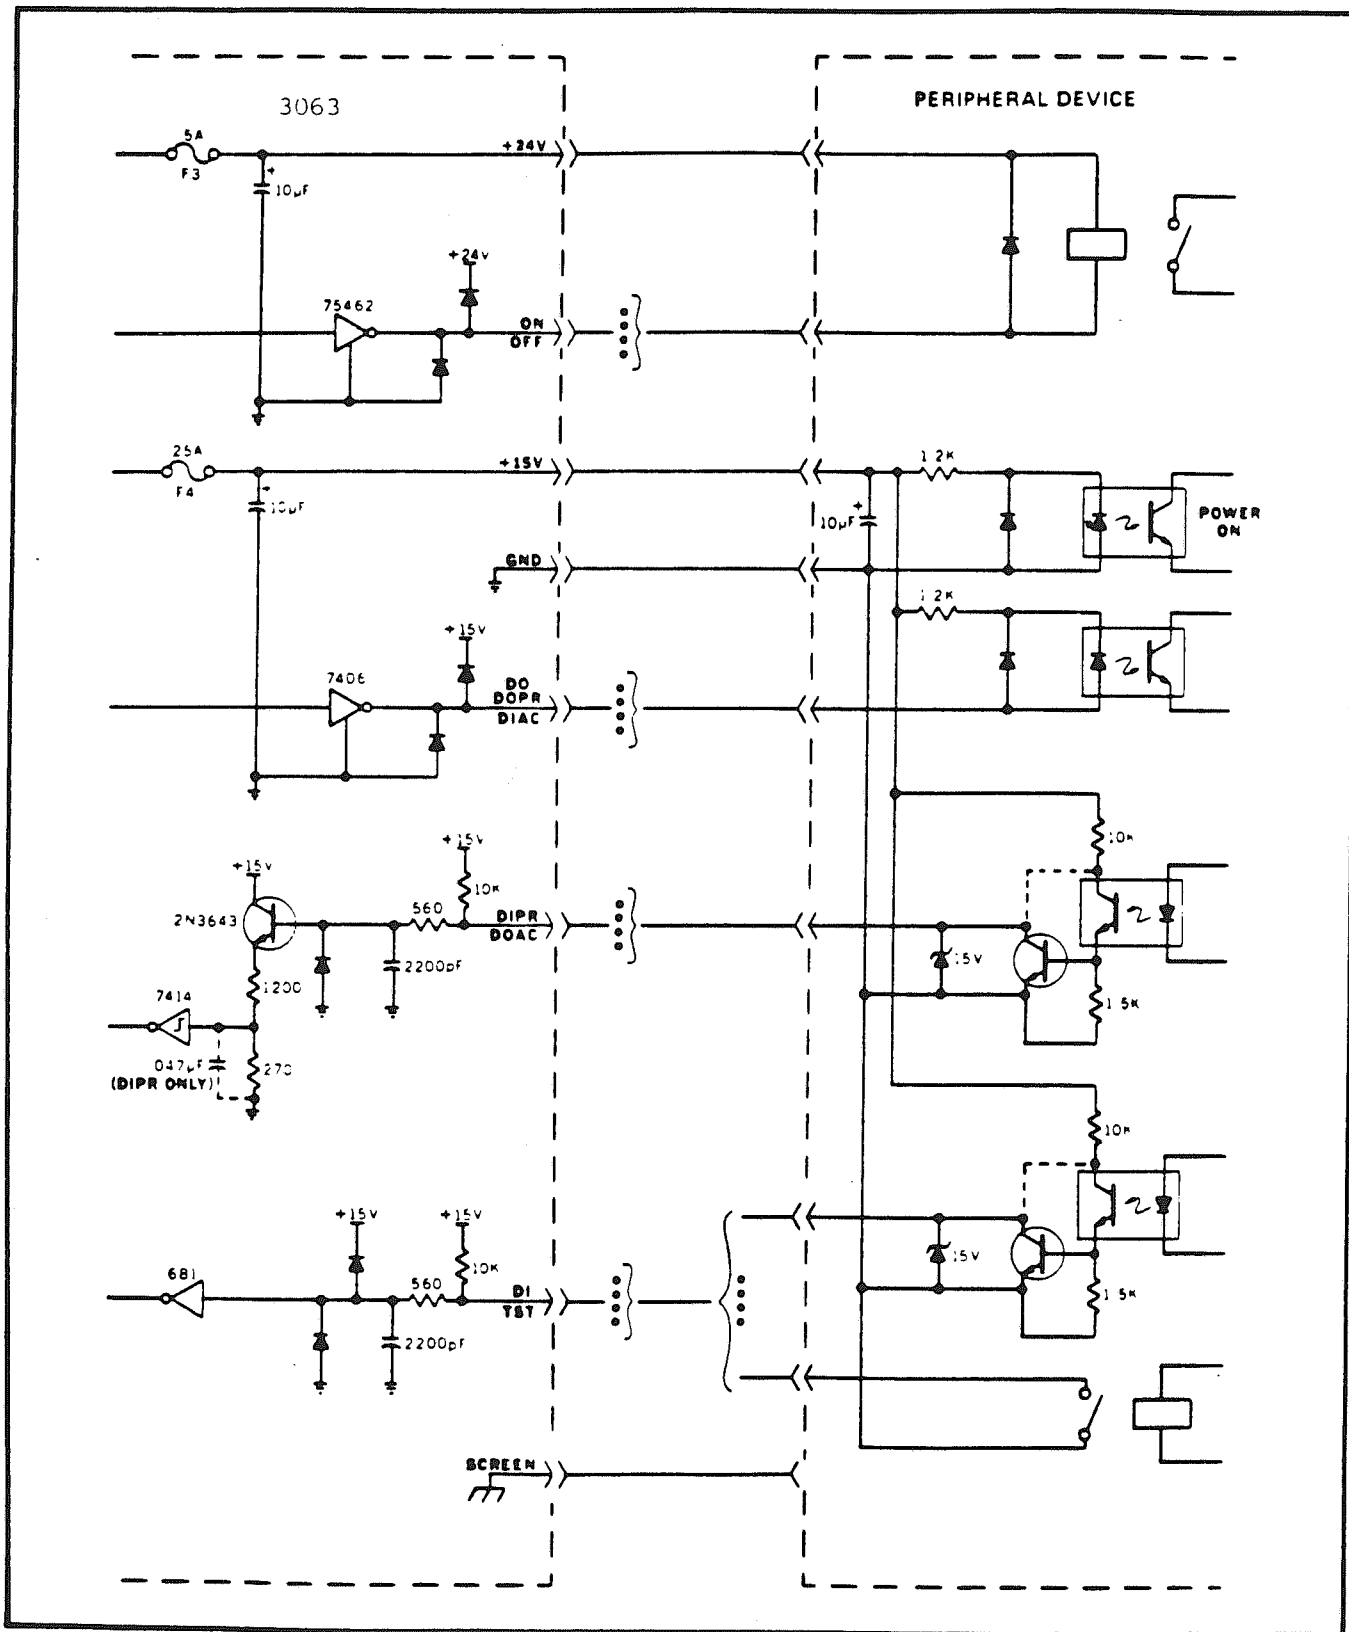 3063
PERIPHERAL DEVICE
5A
F3
+24V
10µF
+24V
75462
ON
OFF
25A
F4
+15V
10µF
1 2K
10µF
POWER
ON
GND
1 2K
+15V
7406
DO
DOPR
DIAC
10K
+15V
+15V
10K
2N3643
560
DIPR
DOAC
15V
2200pF
1200
7414
1 5K
047µF
270
(DIPR ONLY)
10K
+15V
+15V
10K
681
560
DI
TST
15V
2200pF
1 5K
SCREEN